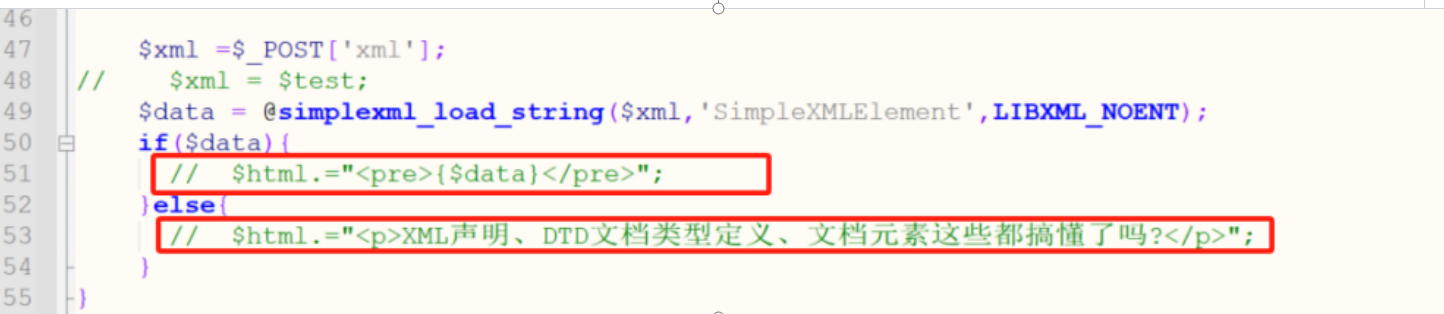 46
47 $xml =$_POST['xml'];
48 // $xml = $test;
49 $data = @simplexml_load_string($xml,'SimpleXMLElement',LIBXML_NOENT);
50 if($data){
51 // $html.="<pre>{$data}</pre>";
52 }else{
53 // $html.="<p>XML声明、DTD文档类型定义、文档元素这些都搞懂了吗?</p>";
54 }
55 }